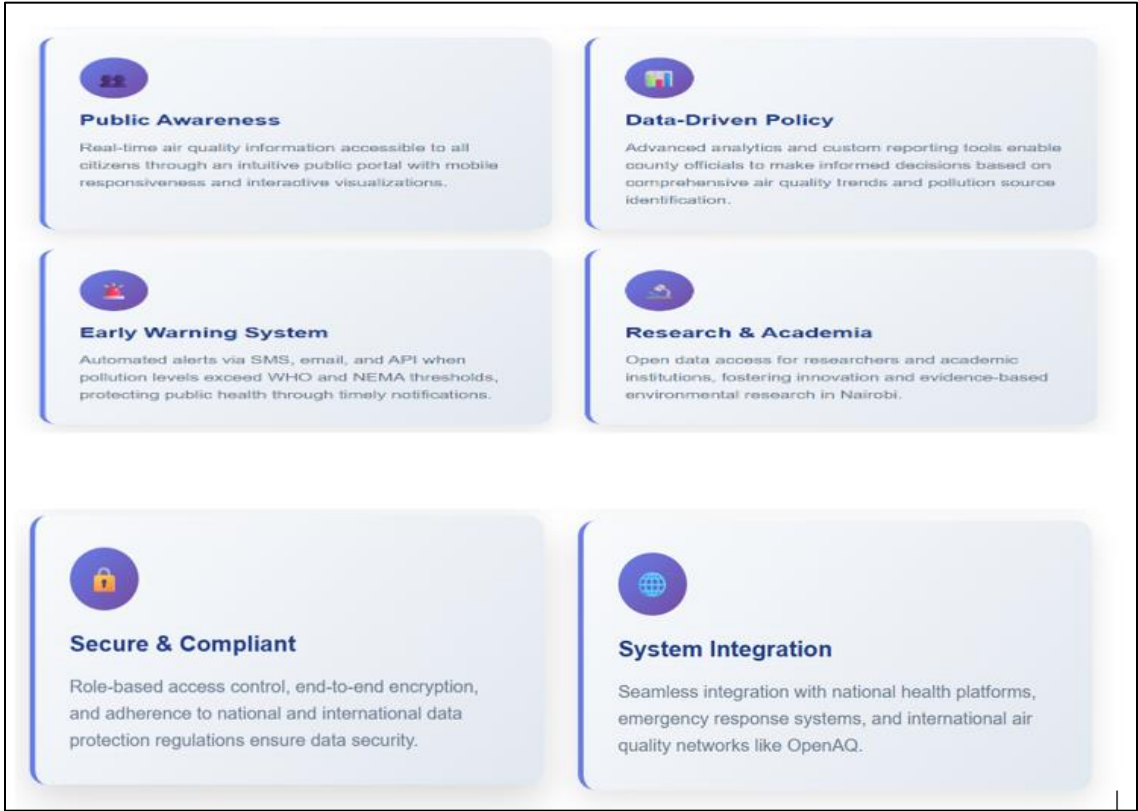 Public Awareness
Real-time air quality information accessible to all
citizens through an intuitive public portal with mobile
responsiveness and interactive visualizations.
Data-Driven Policy
Advanced analytics and custom reporting tools enable
county officials to make informed decisions based on
comprehensive air quality trends and pollution source
identification.
Early Warning System
Automated alerts via SMS, email, and API when
pollution levels exceed WHO and NEMA thresholds,
protecting public health through timely notifications.
Research & Academia
Open data access for researchers and academic
institutions, fostering innovation and evidence-based
environmental research in Nairobi.
Secure & Compliant
Role-based access control, end-to-end encryption,
and adherence to national and international data
protection regulations ensure data security.
System Integration
Seamless integration with national health platforms,
emergency response systems, and international air
quality networks like OpenAQ.